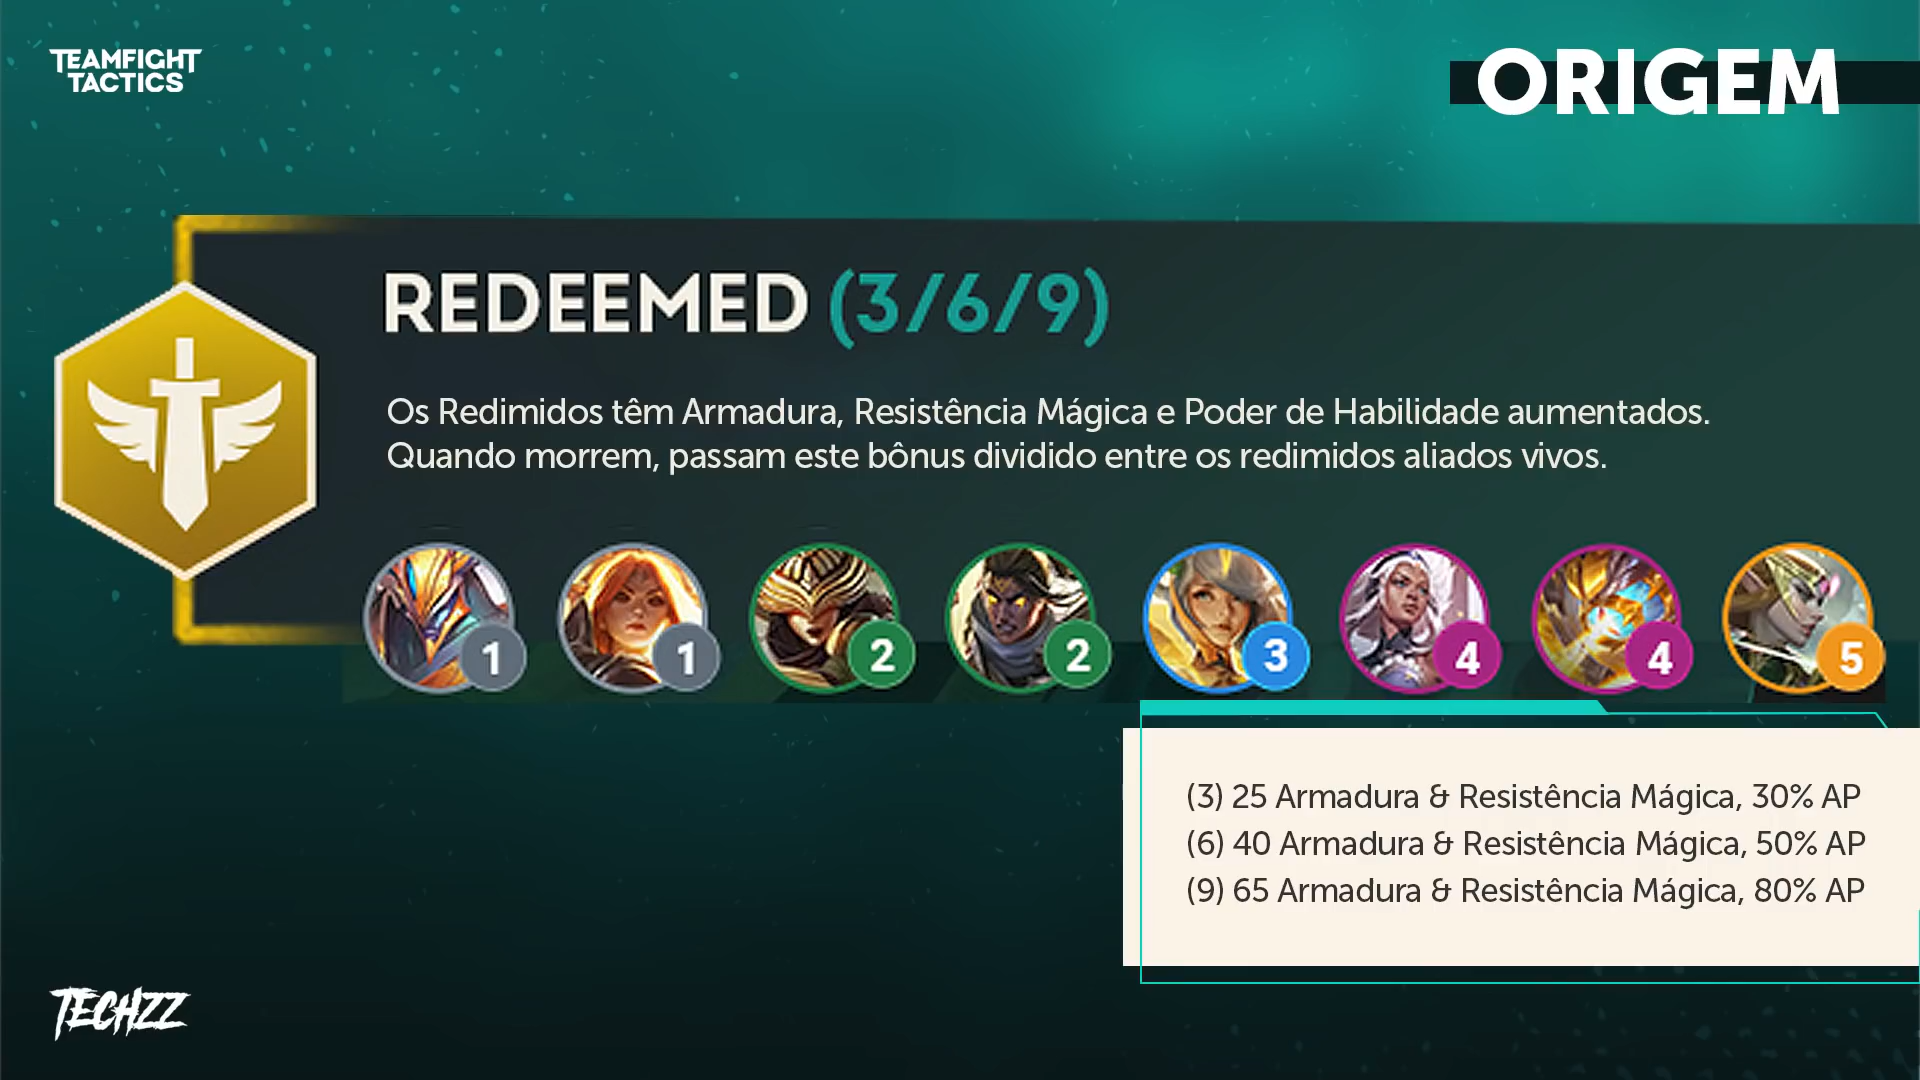 TEAMFIGHT
TACTICS
ORIGEM
REDEEMED (3/6/9)
Os Redimidos têm Armadura, Resistência Mágica e Poder de Habilidade aumentados.
Quando morrem, passam este bônus dividido entre os redimidos aliados vivos.
1 1 2 2 3 4 4 5
(3) 25 Armadura & Resistência Mágica, 30% AP
(6) 40 Armadura & Resistência Mágica, 50% AP
(9) 65 Armadura & Resistência Mágica, 80% AP
TECHZZ